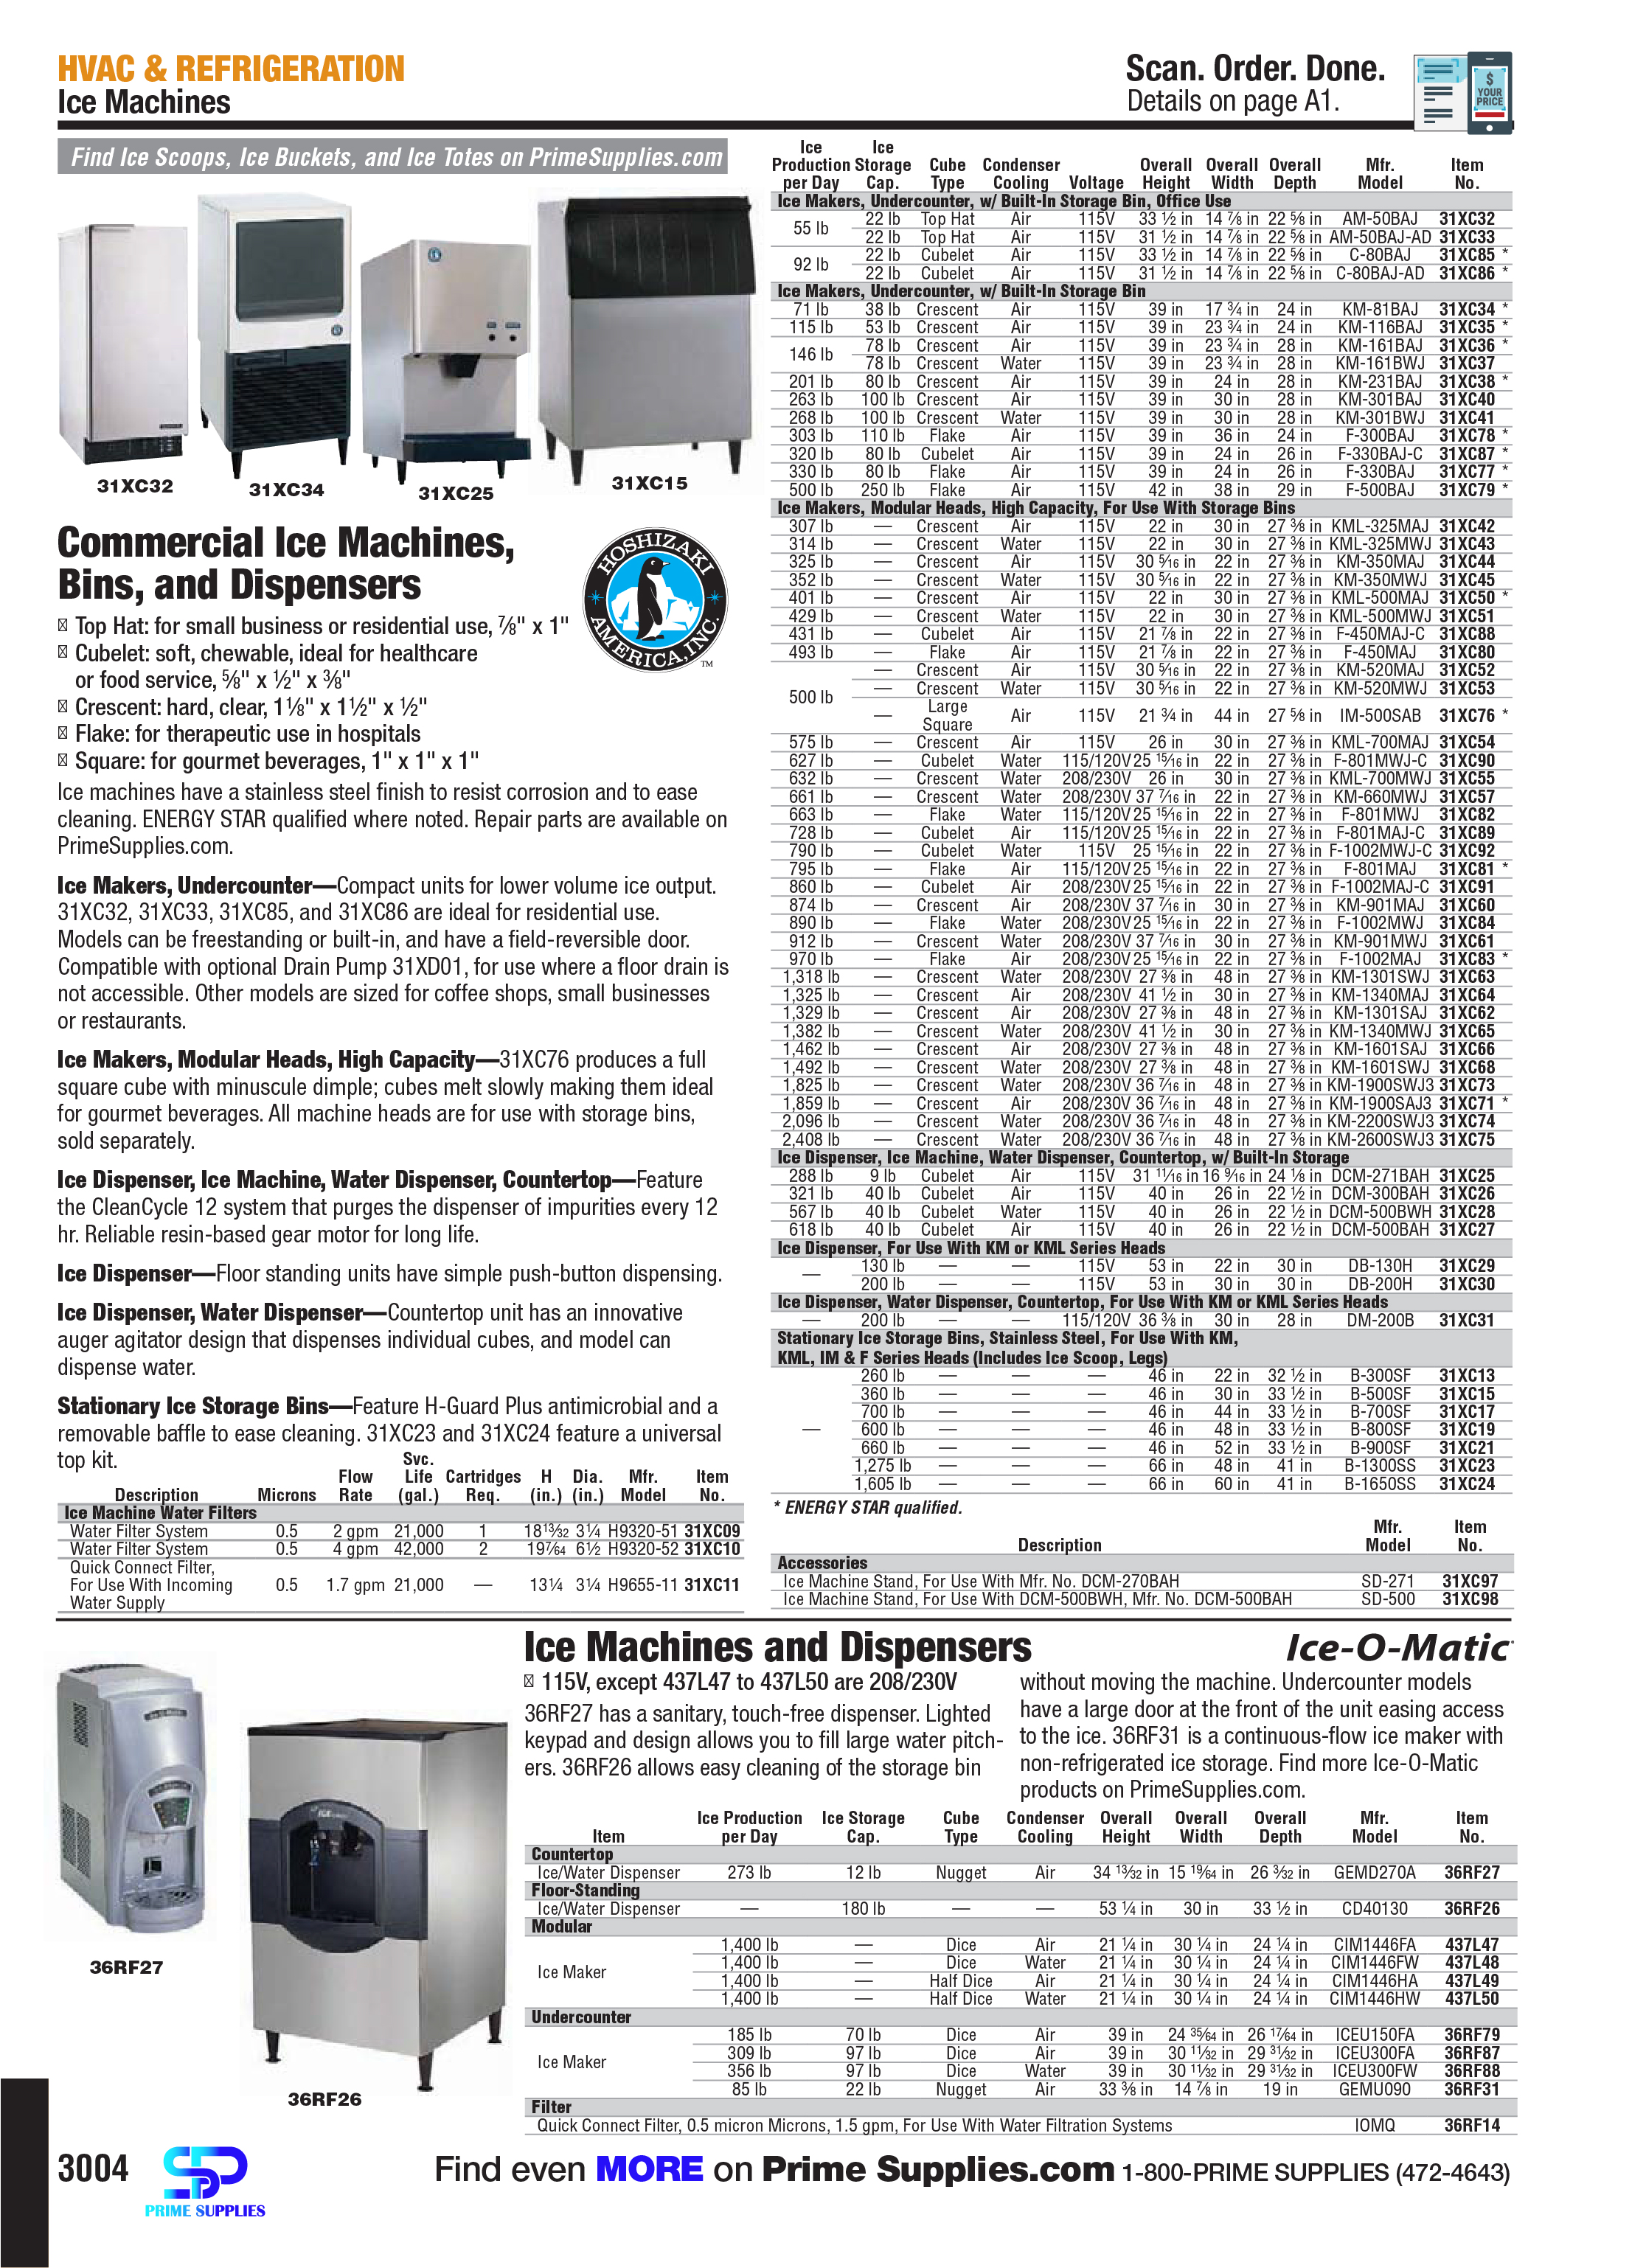 HVAC & REFRIGERATION
Ice Machines
Scan. Order. Done.
Details on page A1.
$
YOUR
PRICE
Find Ice Scoops, Ice Buckets, and Ice Totes on PrimeSupplies.com
31XC32
31XC34
31XC25
31XC15
Commercial Ice Machines,
Bins, and Dispensers
HOSHIZAKI
AMERICA, INC.
™
Top Hat: for small business or residential use, ⅞" x 1"
Cubelet: soft, chewable, ideal for healthcare
or food service, ⅝" x ½" x ⅜"
Crescent: hard, clear, 1⅛" x 1½" x ½"
Flake: for therapeutic use in hospitals
Square: for gourmet beverages, 1" x 1" x 1"
Ice machines have a stainless steel finish to resist corrosion and to ease
cleaning. ENERGY STAR qualified where noted. Repair parts are available on
PrimeSupplies.com.
Ice Makers, Undercounter—Compact units for lower volume ice output.
31XC32, 31XC33, 31XC85, and 31XC86 are ideal for residential use.
Models can be freestanding or built-in, and have a field-reversible door.
Compatible with optional Drain Pump 31XD01, for use where a floor drain is
not accessible. Other models are sized for coffee shops, small businesses
or restaurants.
Ice Makers, Modular Heads, High Capacity—31XC76 produces a full
square cube with minuscule dimple; cubes melt slowly making them ideal
for gourmet beverages. All machine heads are for use with storage bins,
sold separately.
Ice Dispenser, Ice Machine, Water Dispenser, Countertop—Feature
the CleanCycle 12 system that purges the dispenser of impurities every 12
hr. Reliable resin-based gear motor for long life.
Ice Dispenser—Floor standing units have simple push-button dispensing.
Ice Dispenser, Water Dispenser—Countertop unit has an innovative
auger agitator design that dispenses individual cubes, and model can
dispense water.
Stationary Ice Storage Bins—Feature H-Guard Plus antimicrobial and a
removable baffle to ease cleaning. 31XC23 and 31XC24 feature a universal
top kit.
Description Microns Flow Rate Svc. Life (gal.) Cartridges Req. H (in.) Dia. (in.) Mfr. Model Item No.
Ice Machine Water Filters
Water Filter System 0.5 2 gpm 21,000 1 18 13/32 3¼ H9320-51 31XC09
Water Filter System 0.5 4 gpm 42,000 2 19 7/64 6½ H9320-52 31XC10
Quick Connect Filter,
For Use With Incoming 0.5 1.7 gpm 21,000 — 13¼ 3¼ H9655-11 31XC11
Water Supply
Ice Production per Day Ice Storage Cap. Cube Type Condenser Cooling Voltage Overall Height Overall Width Overall Depth Mfr. Model Item No.
Ice Makers, Undercounter, w/ Built-In Storage Bin, Office Use
55 lb 22 lb Top Hat Air 115V 33 ½ in 14 ⅞ in 22 ⅝ in AM-50BAJ 31XC32
22 lb Top Hat Air 115V 31 ½ in 14 ⅞ in 22 ⅝ in AM-50BAJ-AD 31XC33
92 lb 22 lb Cubelet Air 115V 33 ½ in 14 ⅞ in 22 ⅝ in C-80BAJ 31XC85 *
22 lb Cubelet Air 115V 31 ½ in 14 ⅞ in 22 ⅝ in C-80BAJ-AD 31XC86 *
Ice Makers, Undercounter, w/ Built-In Storage Bin
71 lb 38 lb Crescent Air 115V 39 in 17 ¾ in 24 in KM-81BAJ 31XC34 *
115 lb 53 lb Crescent Air 115V 39 in 23 ¾ in 24 in KM-116BAJ 31XC35 *
146 lb 78 lb Crescent Air 115V 39 in 23 ¾ in 28 in KM-161BAJ 31XC36 *
78 lb Crescent Water 115V 39 in 23 ¾ in 28 in KM-161BWJ 31XC37
201 lb 80 lb Crescent Air 115V 39 in 24 in 28 in KM-231BAJ 31XC38 *
263 lb 100 lb Crescent Air 115V 39 in 30 in 28 in KM-301BAJ 31XC40
268 lb 100 lb Crescent Water 115V 39 in 30 in 28 in KM-301BWJ 31XC41
303 lb 110 lb Flake Air 115V 39 in 36 in 24 in F-300BAJ 31XC78 *
320 lb 80 lb Cubelet Air 115V 39 in 24 in 26 in F-330BAJ-C 31XC87 *
330 lb 80 lb Flake Air 115V 39 in 24 in 26 in F-330BAJ 31XC77 *
500 lb 250 lb Flake Air 115V 42 in 38 in 29 in F-500BAJ 31XC79 *
Ice Makers, Modular Heads, High Capacity, For Use With Storage Bins
307 lb — Crescent Air 115V 22 in 30 in 27 ⅜ in KML-325MAJ 31XC42
314 lb — Crescent Water 115V 22 in 30 in 27 ⅜ in KML-325MWJ 31XC43
325 lb — Crescent Air 115V 30 5/16 in 22 in 27 ⅜ in KM-350MAJ 31XC44
352 lb — Crescent Water 115V 30 5/16 in 22 in 27 ⅜ in KM-350MWJ 31XC45
401 lb — Crescent Air 115V 22 in 30 in 27 ⅜ in KML-500MAJ 31XC50 *
429 lb — Crescent Water 115V 22 in 30 in 27 ⅜ in KML-500MWJ 31XC51
431 lb — Cubelet Air 115V 21 ⅞ in 22 in 27 ⅜ in F-450MAJ-C 31XC88
493 lb — Flake Air 115V 21 ⅞ in 22 in 27 ⅜ in F-450MAJ 31XC80
500 lb — Crescent Air 115V 30 5/16 in 22 in 27 ⅜ in KM-520MAJ 31XC52
— Crescent Water 115V 30 5/16 in 22 in 27 ⅜ in KM-520MWJ 31XC53
— Large Square Air 115V 21 ¾ in 44 in 27 ⅝ in IM-500SAB 31XC76 *
575 lb — Crescent Air 115V 26 in 30 in 27 ⅜ in KML-700MAJ 31XC54
627 lb — Cubelet Water 115/120V 25 15/16 in 22 in 27 ⅜ in F-801MWJ-C 31XC90
632 lb — Crescent Water 208/230V 26 in 30 in 27 ⅜ in KML-700MWJ 31XC55
661 lb — Crescent Water 208/230V 37 7/16 in 22 in 27 ⅜ in KM-660MWJ 31XC57
663 lb — Flake Water 115/120V 25 15/16 in 22 in 27 ⅜ in F-801MWJ 31XC82
728 lb — Cubelet Air 115/120V 25 15/16 in 22 in 27 ⅜ in F-801MAJ-C 31XC89
790 lb — Cubelet Water 115V 25 15/16 in 22 in 27 ⅜ in F-1002MWJ-C 31XC92
795 lb — Flake Air 115/120V 25 15/16 in 22 in 27 ⅜ in F-801MAJ 31XC81 *
860 lb — Cubelet Air 208/230V 25 15/16 in 22 in 27 ⅜ in F-1002MAJ-C 31XC91
874 lb — Crescent Air 208/230V 37 7/16 in 30 in 27 ⅜ in KM-901MAJ 31XC60
890 lb — Flake Water 208/230V 25 15/16 in 22 in 27 ⅜ in F-1002MWJ 31XC84
912 lb — Crescent Water 208/230V 37 7/16 in 30 in 27 ⅜ in KM-901MWJ 31XC61
970 lb — Flake Air 208/230V 25 15/16 in 22 in 27 ⅜ in F-1002MAJ 31XC83 *
1,318 lb — Crescent Water 208/230V 27 ⅜ in 48 in 27 ⅜ in KM-1301SWJ 31XC63
1,325 lb — Crescent Air 208/230V 41 ½ in 30 in 27 ⅜ in KM-1340MAJ 31XC64
1,329 lb — Crescent Air 208/230V 27 ⅜ in 48 in 27 ⅜ in KM-1301SAJ 31XC62
1,382 lb — Crescent Water 208/230V 41 ½ in 30 in 27 ⅜ in KM-1340MWJ 31XC65
1,462 lb — Crescent Air 208/230V 27 ⅜ in 48 in 27 ⅜ in KM-1601SAJ 31XC66
1,492 lb — Crescent Water 208/230V 27 ⅜ in 48 in 27 ⅜ in KM-1601SWJ 31XC68
1,825 lb — Crescent Water 208/230V 36 7/16 in 48 in 27 ⅜ in KM-1900SWJ3 31XC73
1,859 lb — Crescent Air 208/230V 36 7/16 in 48 in 27 ⅜ in KM-1900SAJ3 31XC71 *
2,096 lb — Crescent Water 208/230V 36 7/16 in 48 in 27 ⅜ in KM-2200SWJ3 31XC74
2,408 lb — Crescent Water 208/230V 36 7/16 in 48 in 27 ⅜ in KM-2600SWJ3 31XC75
Ice Dispenser, Ice Machine, Water Dispenser, Countertop, w/ Built-In Storage
288 lb 9 lb Cubelet Air 115V 31 11/16 in 16 9/16 in 24 ⅛ in DCM-271BAH 31XC25
321 lb 40 lb Cubelet Air 115V 40 in 26 in 22 ½ in DCM-300BAH 31XC26
567 lb 40 lb Cubelet Water 115V 40 in 26 in 22 ½ in DCM-500BWH 31XC28
618 lb 40 lb Cubelet Air 115V 40 in 26 in 22 ½ in DCM-500BAH 31XC27
Ice Dispenser, For Use With KM or KML Series Heads
— 130 lb — — 115V 53 in 22 in 30 in DB-130H 31XC29
200 lb — — 115V 53 in 30 in 30 in DB-200H 31XC30
Ice Dispenser, Water Dispenser, Countertop, For Use With KM or KML Series Heads
— 200 lb — — 115/120V 36 ⅜ in 30 in 28 in DM-200B 31XC31
Stationary Ice Storage Bins, Stainless Steel, For Use With KM,
KML, IM & F Series Heads (Includes Ice Scoop, Legs)
260 lb — — — 46 in 22 in 32 ½ in B-300SF 31XC13
360 lb — — — 46 in 30 in 33 ½ in B-500SF 31XC15
700 lb — — — 46 in 44 in 33 ½ in B-700SF 31XC17
— 600 lb — — — 46 in 48 in 33 ½ in B-800SF 31XC19
660 lb — — — 46 in 52 in 33 ½ in B-900SF 31XC21
1,275 lb — — — 66 in 48 in 41 in B-1300SS 31XC23
1,605 lb — — — 66 in 60 in 41 in B-1650SS 31XC24
* ENERGY STAR qualified.
Description Mfr. Model Item No.
Accessories
Ice Machine Stand, For Use With Mfr. No. DCM-270BAH SD-271 31XC97
Ice Machine Stand, For Use With DCM-500BWH, Mfr. No. DCM-500BAH SD-500 31XC98
36RF27
36RF26
Ice Machines and Dispensers
Ice-O-Matic
115V, except 437L47 to 437L50 are 208/230V
36RF27 has a sanitary, touch-free dispenser. Lighted
keypad and design allows you to fill large water pitch-
ers. 36RF26 allows easy cleaning of the storage bin
without moving the machine. Undercounter models
have a large door at the front of the unit easing access
to the ice. 36RF31 is a continuous-flow ice maker with
non-refrigerated ice storage. Find more Ice-O-Matic
products on PrimeSupplies.com.
Item Ice Production per Day Ice Storage Cap. Cube Type Condenser Cooling Overall Height Overall Width Overall Depth Mfr. Model Item No.
Countertop
Ice/Water Dispenser 273 lb 12 lb Nugget Air 34 13/32 in 15 19/64 in 26 3/32 in GEMD270A 36RF27
Floor-Standing
Ice/Water Dispenser — 180 lb — — 53 ¼ in 30 in 33 ½ in CD40130 36RF26
Modular
Ice Maker 1,400 lb — Dice Air 21 ¼ in 30 ¼ in 24 ¼ in CIM1446FA 437L47
1,400 lb — Dice Water 21 ¼ in 30 ¼ in 24 ¼ in CIM1446FW 437L48
1,400 lb — Half Dice Air 21 ¼ in 30 ¼ in 24 ¼ in CIM1446HA 437L49
1,400 lb — Half Dice Water 21 ¼ in 30 ¼ in 24 ¼ in CIM1446HW 437L50
Undercounter
Ice Maker 185 lb 70 lb Dice Air 39 in 24 35/64 in 26 17/64 in ICEU150FA 36RF79
309 lb 97 lb Dice Air 39 in 30 11/32 in 29 31/32 in ICEU300FA 36RF87
356 lb 97 lb Dice Water 39 in 30 11/32 in 29 31/32 in ICEU300FW 36RF88
85 lb 22 lb Nugget Air 33 ⅜ in 14 ⅞ in 19 in GEMU090 36RF31
Filter
Quick Connect Filter, 0.5 micron Microns, 1.5 gpm, For Use With Water Filtration Systems IOMQ 36RF14
3004
PRIME SUPPLIES
Find even MORE on Prime Supplies.com 1-800-PRIME SUPPLIES (472-4643)